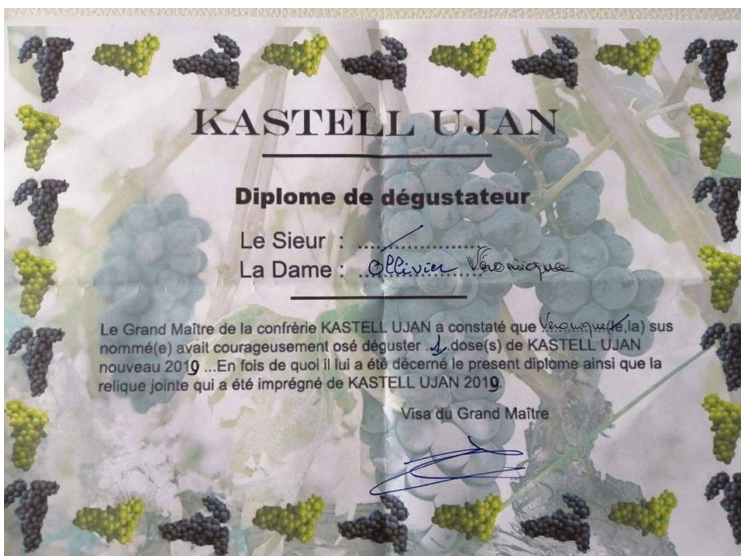 KASTELL UJAN
Diplome de dégustateur
Le Sieur : ....................
La Dame : Ollivier Véronique
Le Grand Maître de la confrèrie KASTELL UJAN a constaté que Veronique(le,la) sus
nommé(e) avait courageusement osé déguster .1.dose(s) de KASTELL UJAN
nouveau 2019 ...En fois de quoi il lui a été décerné le present diplome ainsi que la
relique jointe qui a été imprégné de KASTELL UJAN 2019.
Visa du Grand Maître